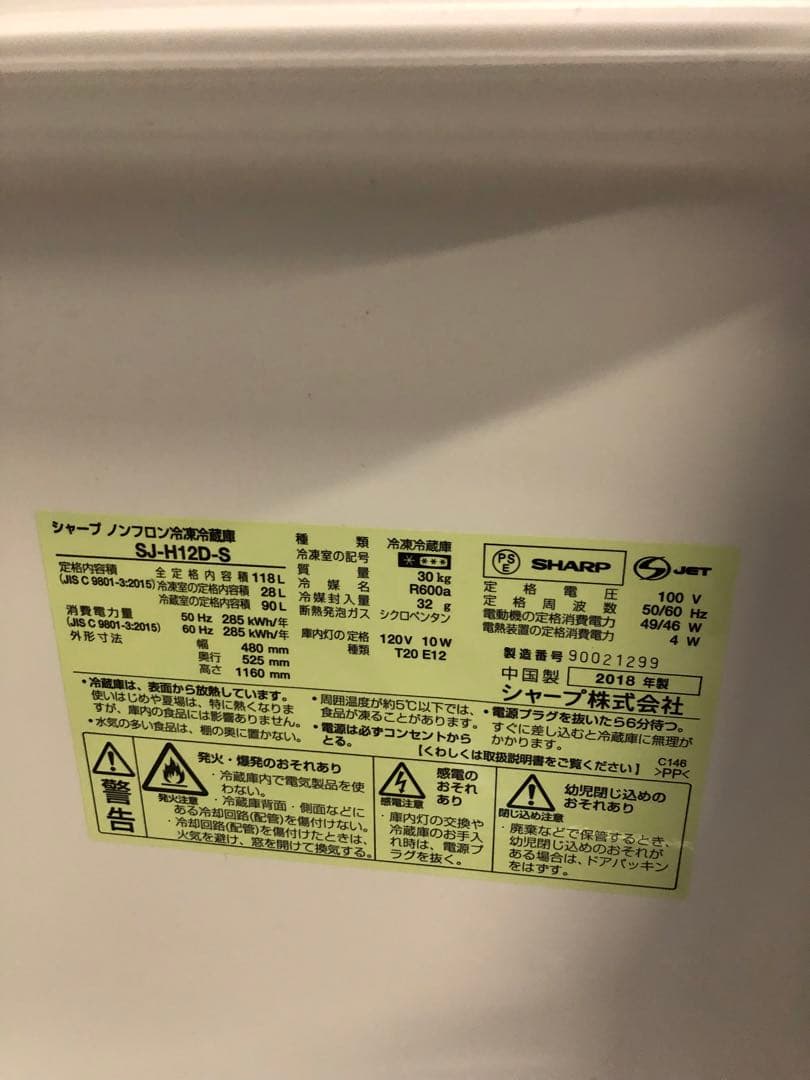 シャープ ノンフロン冷凍冷蔵庫
SJ-H12D-S
定格内容積 全定格内容積 118L
(JIS C 9801-3:2015) 冷凍室の定格内容積 28L
冷蔵室の定格内容積 90L
消費電力量 50 Hz 285 kWh/年
(JIS C 9801-3:2015) 60 Hz 285 kWh/年
外形寸法 幅 480 mm
奥行 525 mm
高さ 1160 mm
種類 冷凍冷蔵庫
冷凍室の記号 ****
質量 30 kg
冷媒名 R600a
冷媒封入量 32 g
断熱発泡ガス シクロペンタン
庫内灯の定格 120V 10W
種類 T20 E12
PSE SHARP S JET
定格電圧 100 V
定格周波数 50/60 Hz
電動機の定格消費電力 49/46 W
電熱装置の定格消費電力 4 W
製造番号 90021299
中国製 2018 年製
シャープ株式会社
・冷蔵庫は、表面から放熱しています。
使いはじめや夏場は、特に熱くなりま
すが、庫内の食品には影響ありません。
・水気の多い食品は、棚の奥に置かない。
・周囲温度が約5℃以下では、
食品が凍ることがあります。
・電源は必ずコンセントから
とる。
・電源プラグを抜いたら6分待つ。
すぐに差し込むと冷蔵庫に無理が
かかります。
【くわしくは取扱説明書をご覧ください】
C146
>PP<
警告
発火注意
発火・爆発のおそれあり
・冷蔵庫内で電気製品を使
わない。
・冷蔵庫背面・側面などに
ある冷却回路(配管)を傷付けない。
・冷却回路(配管)を傷付けたときは、
火気を避け、窓を開けて換気する。
感電注意
感電の
おそれ
あり
・庫内灯の交換や
冷蔵庫のお手入
れ時は、電源プ
ラグを抜く。
閉じ込め注意
幼児閉じ込めの
おそれあり
・廃棄などで保管するとき、
幼児閉じ込めのおそれが
ある場合は、ドアパッキン
をはずす。